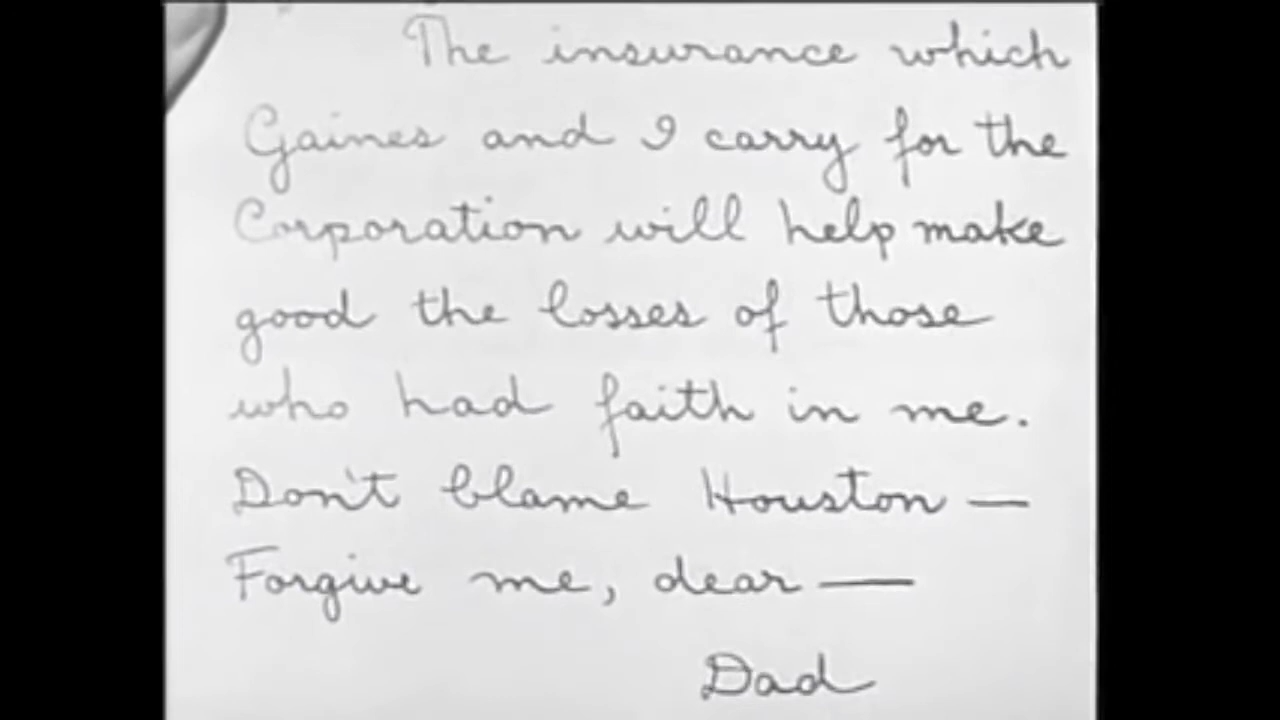 The insurance which
Gaines and I carry for the
Corporation will help make
good the losses of those
who had faith in me.
Don't blame Houston —
Forgive me, dear —
Dad